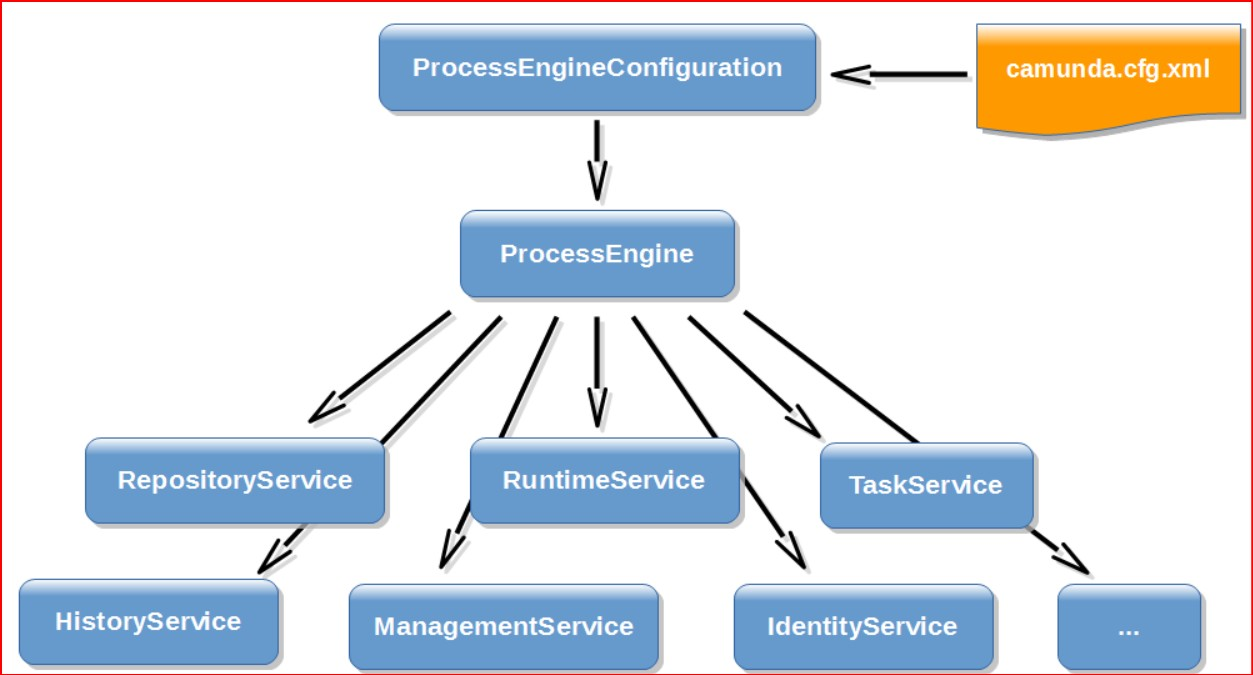 ProcessEngineConfiguration
camunda.cfg.xml
ProcessEngine
RepositoryService
RuntimeService
TaskService
HistoryService
ManagementService
IdentityService
...